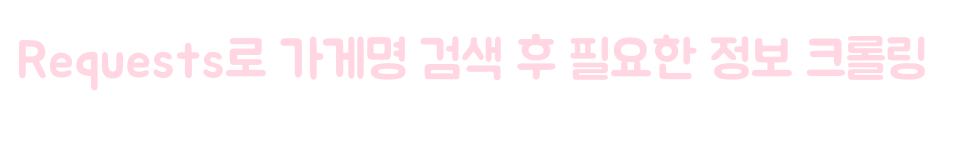 Requests로 가게명 검색 후 필요한 정보 크롤링